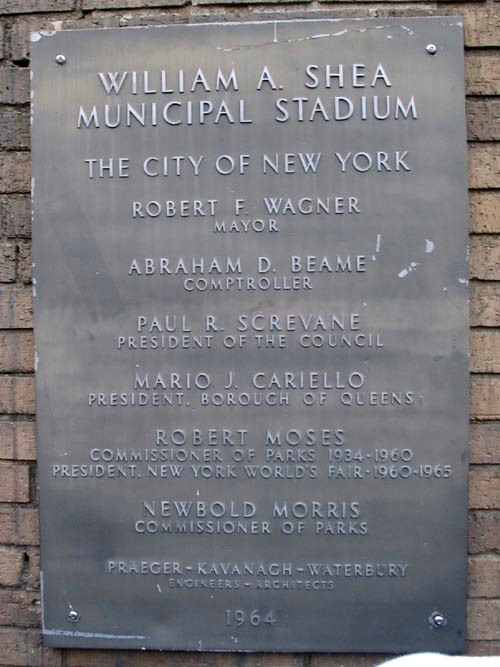 WILLIAM A. SHEA
MUNICIPAL STADIUM
THE CITY OF NEW YORK
ROBERT F. WAGNER
MAYOR
ABRAHAM D. BEAME
COMPTROLLER
PAUL R. SCREVANE
PRESIDENT OF THE COUNCIL
MARIO J. CARIELLO
PRESIDENT, BOROUGH OF QUEENS
ROBERT MOSES
COMMISSIONER OF PARKS 1934-1960
PRESIDENT, NEW YORK WORLD'S FAIR-1960-1965
NEWBOLD MORRIS
COMMISSIONER OF PARKS
PRAEGER-KAVANAGH-WATERBURY
ENGINEERS-ARCHITECTS
1964